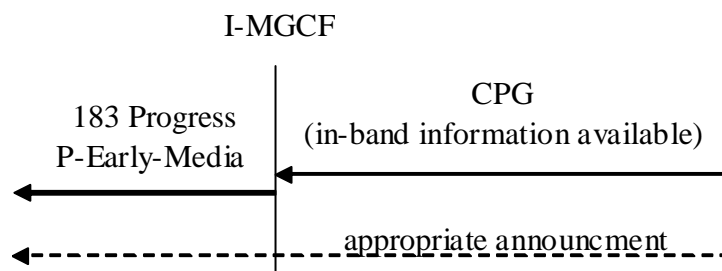 I-MGCF
183 Progress
P-Early-Media
CPG
(in-band information available)
appropriate announcment